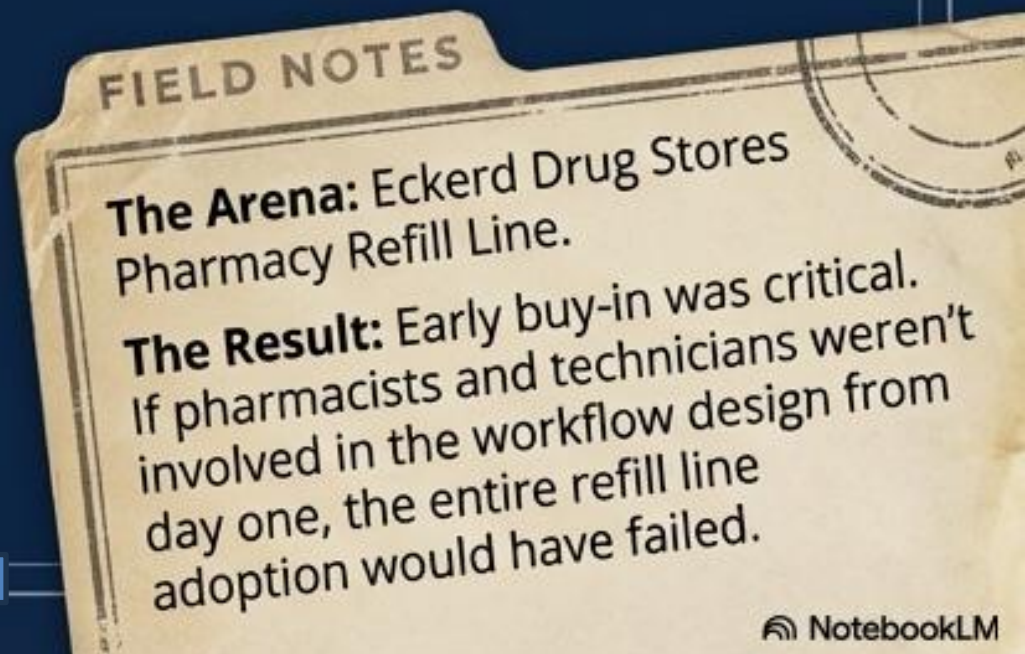 FIELD NOTES
The Arena: Eckerd Drug Stores
Pharmacy Refill Line.
The Result: Early buy-in was critical.
If pharmacists and technicians weren't
involved in the workflow design from
day one, the entire refill line
adoption would have failed.
NotebookLM